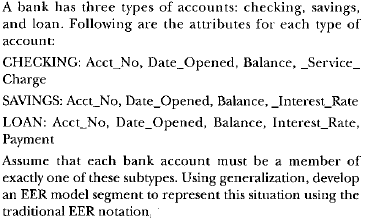 A bank has three types of accounts: checking, savings,
and loan. Following are the attributes for each type of
account:
CHECKING: Acct_No, Date_Opened, Balance, _Service_
Charge
SAVINGS: Acct_No, Date_Opened, Balance, _Interest_Rate
LOAN: Acct_No, Date_Opened, Balance, Interest_Rate,
Payment
Assume that each bank account must be a member of
exactly one of these subtypes. Using generalization, develop
an EER model segment to represent this situation using the
traditional EER notation,